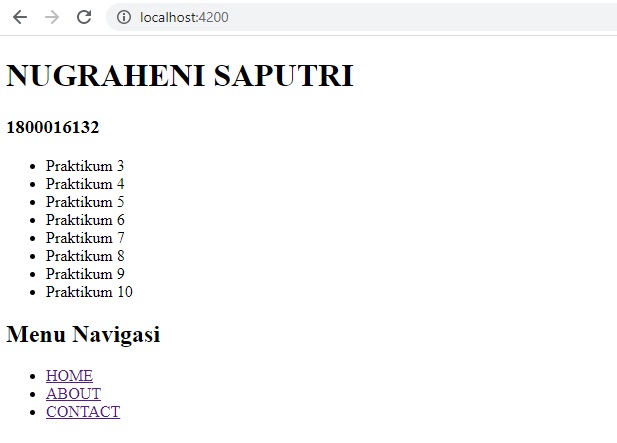 localhost:4200
NUGRAHENI SAPUTRI
1800016132
Praktikum 3
Praktikum 4
Praktikum 5
Praktikum 6
Praktikum 7
Praktikum 8
Praktikum 9
Praktikum 10
Menu Navigasi
HOME
ABOUT
CONTACT